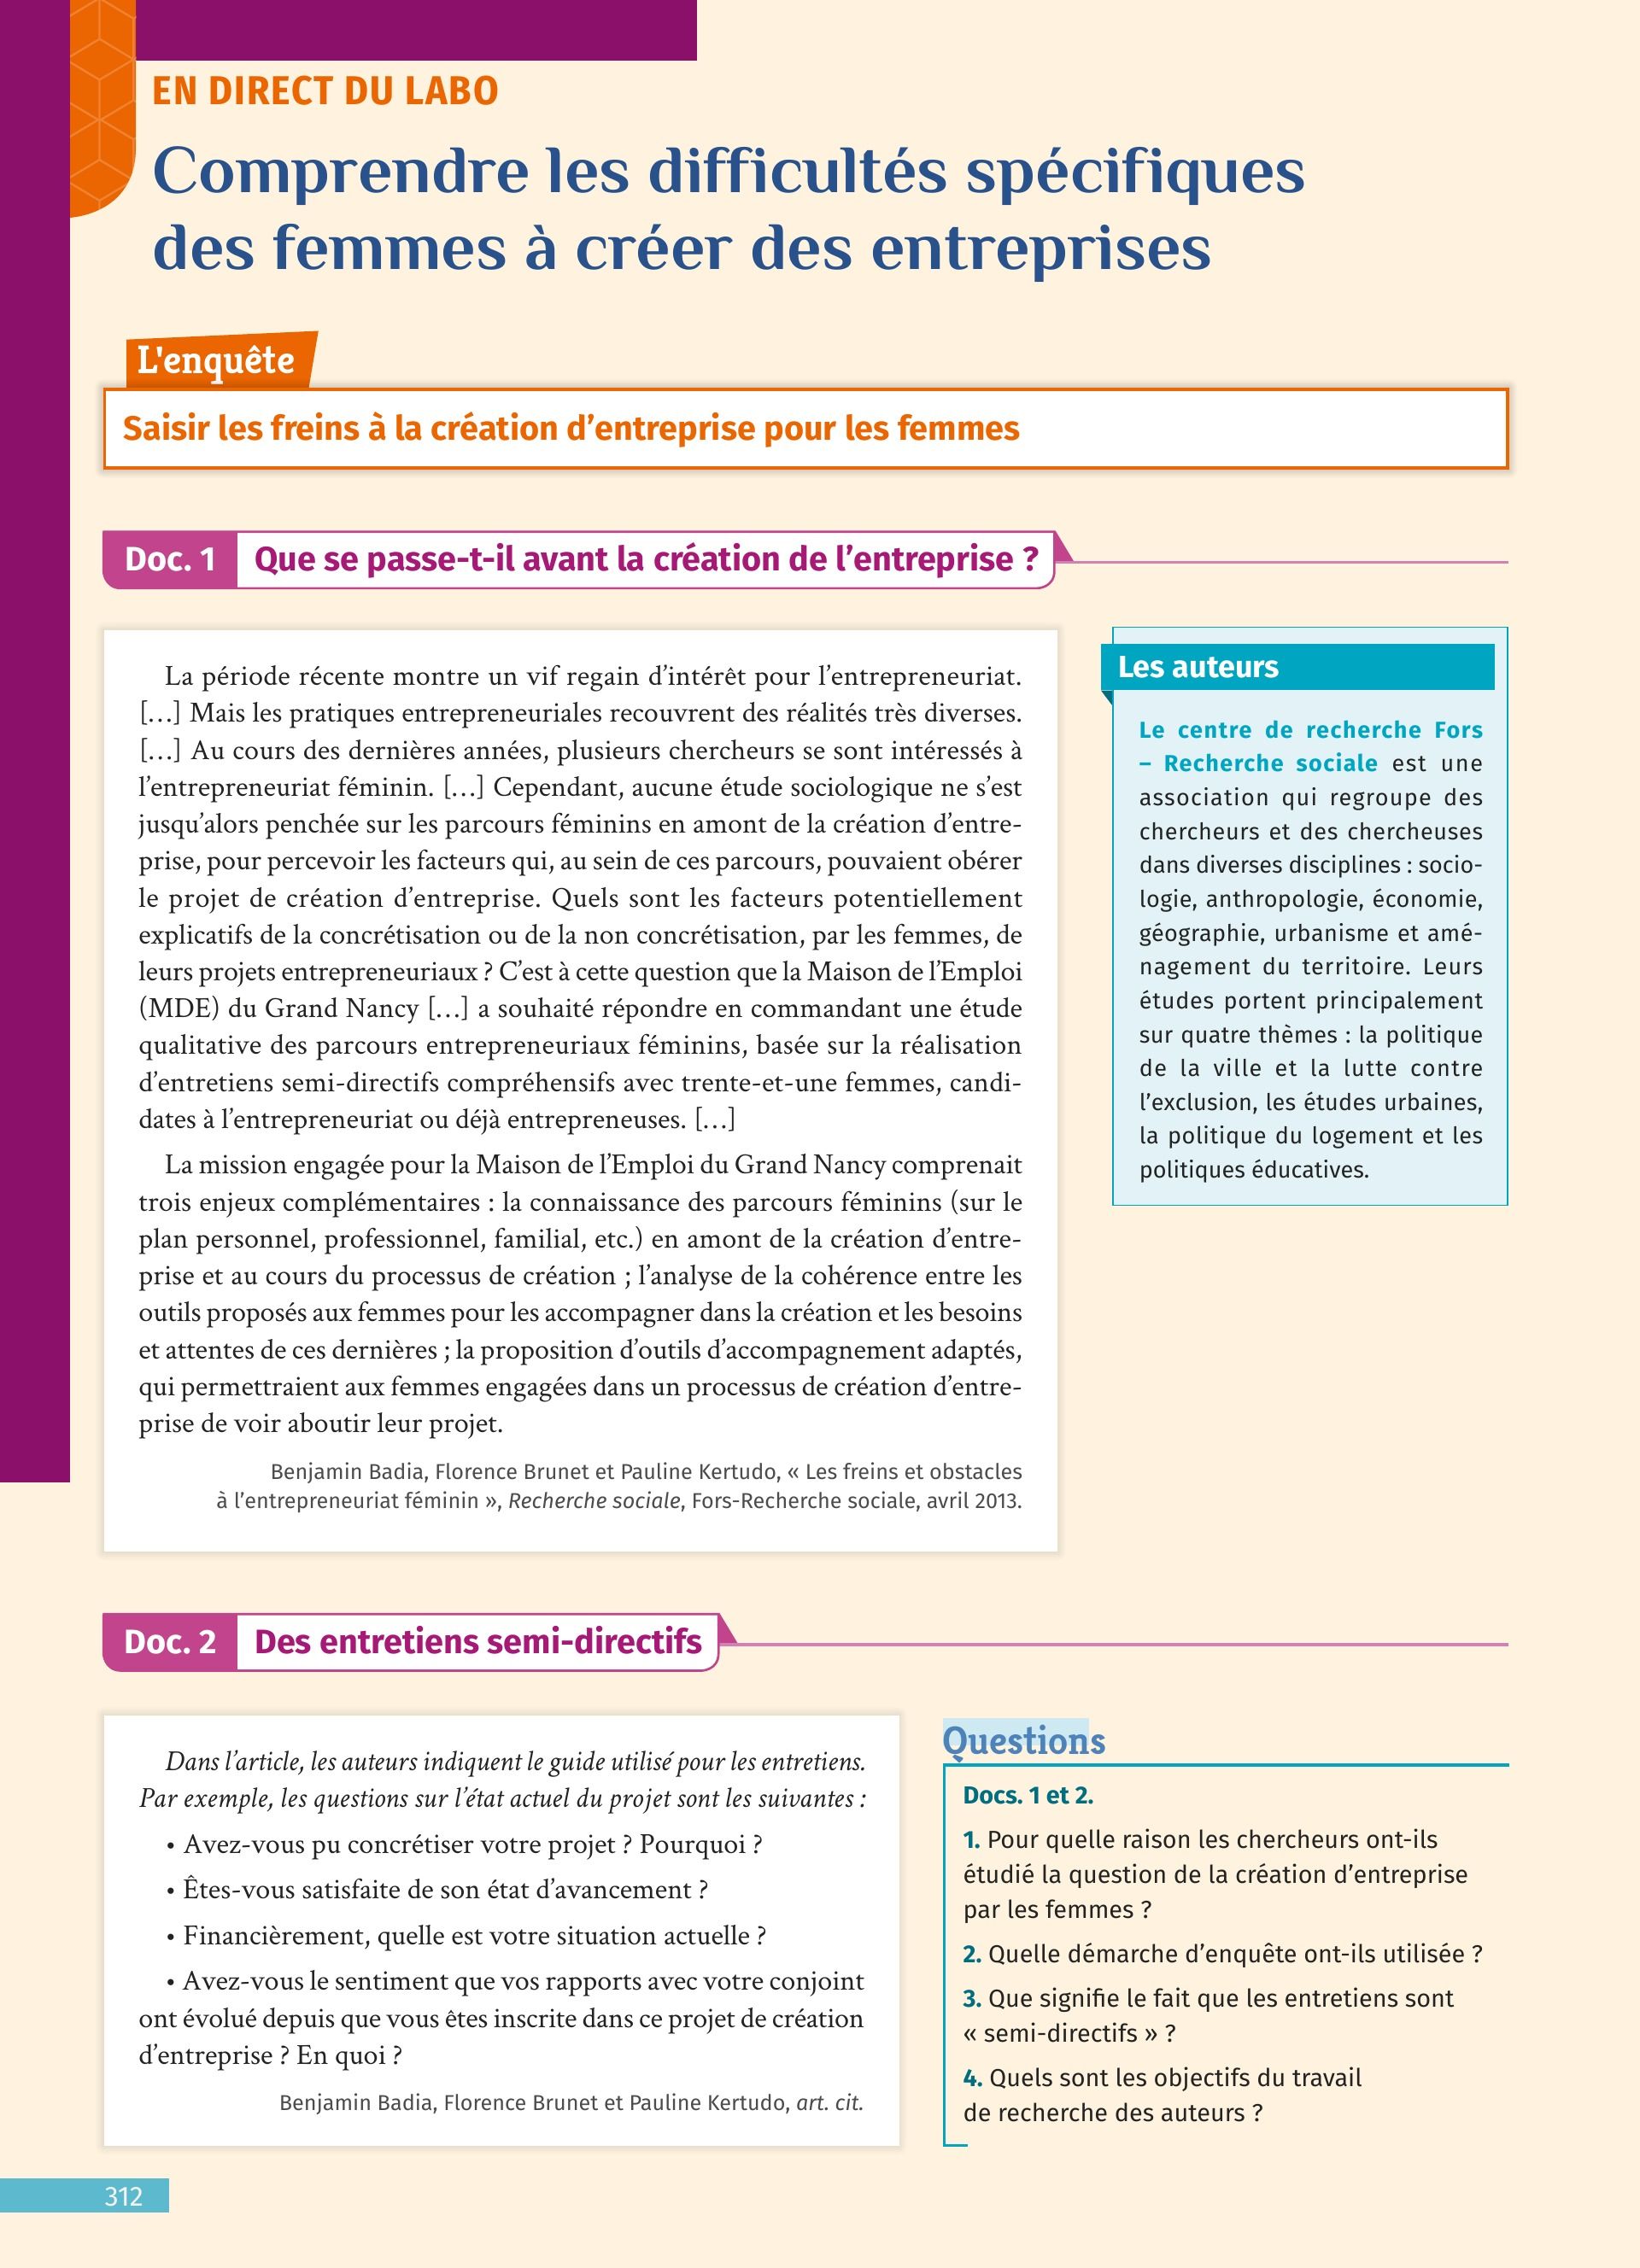 EN DIRECT DU LABO
Comprendre les difficultés spécifiques
des femmes à créer des entreprises
L'enquête
Saisir les freins à la création d’entreprise pour les femmes
Doc. 1 Que se passe-t-il avant la création de l’entreprise ?
La période récente montre un vif regain d’intérêt pour l’entrepreneuriat.
[…] Mais les pratiques entrepreneuriales recouvrent des réalités très diverses.
[…] Au cours des dernières années, plusieurs chercheurs se sont intéressés à
l’entrepreneuriat féminin. […] Cependant, aucune étude sociologique ne s’est
jusqu’alors penchée sur les parcours féminins en amont de la création d’entre-
prise, pour percevoir les facteurs qui, au sein de ces parcours, pouvaient obérer
le projet de création d’entreprise. Quels sont les facteurs potentiellement
explicatifs de la concrétisation ou de la non concrétisation, par les femmes, de
leurs projets entrepreneuriaux ? C’est à cette question que la Maison de l’Emploi
(MDE) du Grand Nancy […] a souhaité répondre en commandant une étude
qualitative des parcours entrepreneuriaux féminins, basée sur la réalisation
d’entretiens semi-directifs compréhensifs avec trente-et-une femmes, candi-
dates à l’entrepreneuriat ou déjà entrepreneuses. […]
La mission engagée pour la Maison de l’Emploi du Grand Nancy comprenait
trois enjeux complémentaires : la connaissance des parcours féminins (sur le
plan personnel, professionnel, familial, etc.) en amont de la création d’entre-
prise et au cours du processus de création ; l’analyse de la cohérence entre les
outils proposés aux femmes pour les accompagner dans la création et les besoins
et attentes de ces dernières ; la proposition d’outils d’accompagnement adaptés,
qui permettraient aux femmes engagées dans un processus de création d’entre-
prise de voir aboutir leur projet.
Benjamin Badia, Florence Brunet et Pauline Kertudo, « Les freins et obstacles
à l’entrepreneuriat féminin », Recherche sociale, Fors-Recherche sociale, avril 2013.
Les auteurs
Le centre de recherche Fors
– Recherche sociale est une
association qui regroupe des
chercheurs et des chercheuses
dans diverses disciplines : socio-
logie, anthropologie, économie,
géographie, urbanisme et amé-
nagement du territoire. Leurs
études portent principalement
sur quatre thèmes : la politique
de la ville et la lutte contre
l’exclusion, les études urbaines,
la politique du logement et les
politiques éducatives.
Doc. 2 Des entretiens semi-directifs
Dans l’article, les auteurs indiquent le guide utilisé pour les entretiens.
Par exemple, les questions sur l’état actuel du projet sont les suivantes :
• Avez-vous pu concrétiser votre projet ? Pourquoi ?
• Êtes-vous satisfaite de son état d’avancement ?
• Financièrement, quelle est votre situation actuelle ?
• Avez-vous le sentiment que vos rapports avec votre conjoint
ont évolué depuis que vous êtes inscrite dans ce projet de création
d’entreprise ? En quoi ?
Benjamin Badia, Florence Brunet et Pauline Kertudo, art. cit.
Questions
Docs. 1 et 2.
1. Pour quelle raison les chercheurs ont-ils
étudié la question de la création d’entreprise
par les femmes ?
2. Quelle démarche d’enquête ont-ils utilisée ?
3. Que signifie le fait que les entretiens sont
« semi-directifs » ?
4. Quels sont les objectifs du travail
de recherche des auteurs ?
312